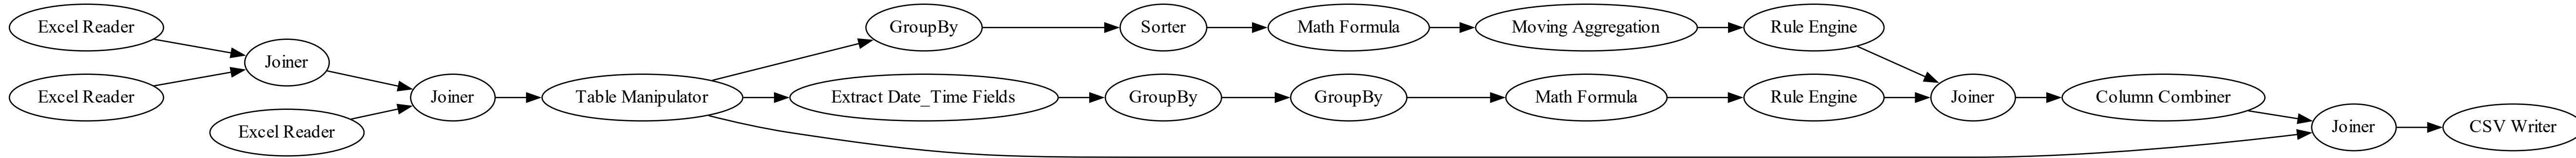 Excel Reader
Excel Reader
Excel Reader
Joiner
Joiner
Table Manipulator
GroupBy
Sorter
Math Formula
Moving Aggregation
Rule Engine
Extract Date_Time Fields
GroupBy
GroupBy
Math Formula
Rule Engine
Joiner
Column Combiner
Joiner
CSV Writer